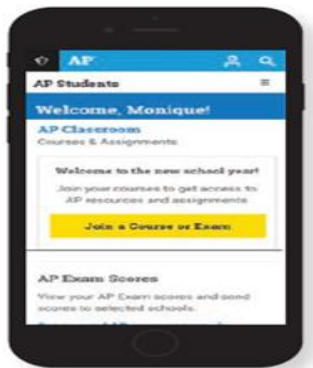 AP
AP Students
Welcome, Monique!
AP Classroom
Courses & Assignments
Welcome to the new school year!
Join your courses to get access to
AP resources and assignments
Join a Course or Exam
AP Exam Scores
View your AP Exam scores and send
scores to selected schools.